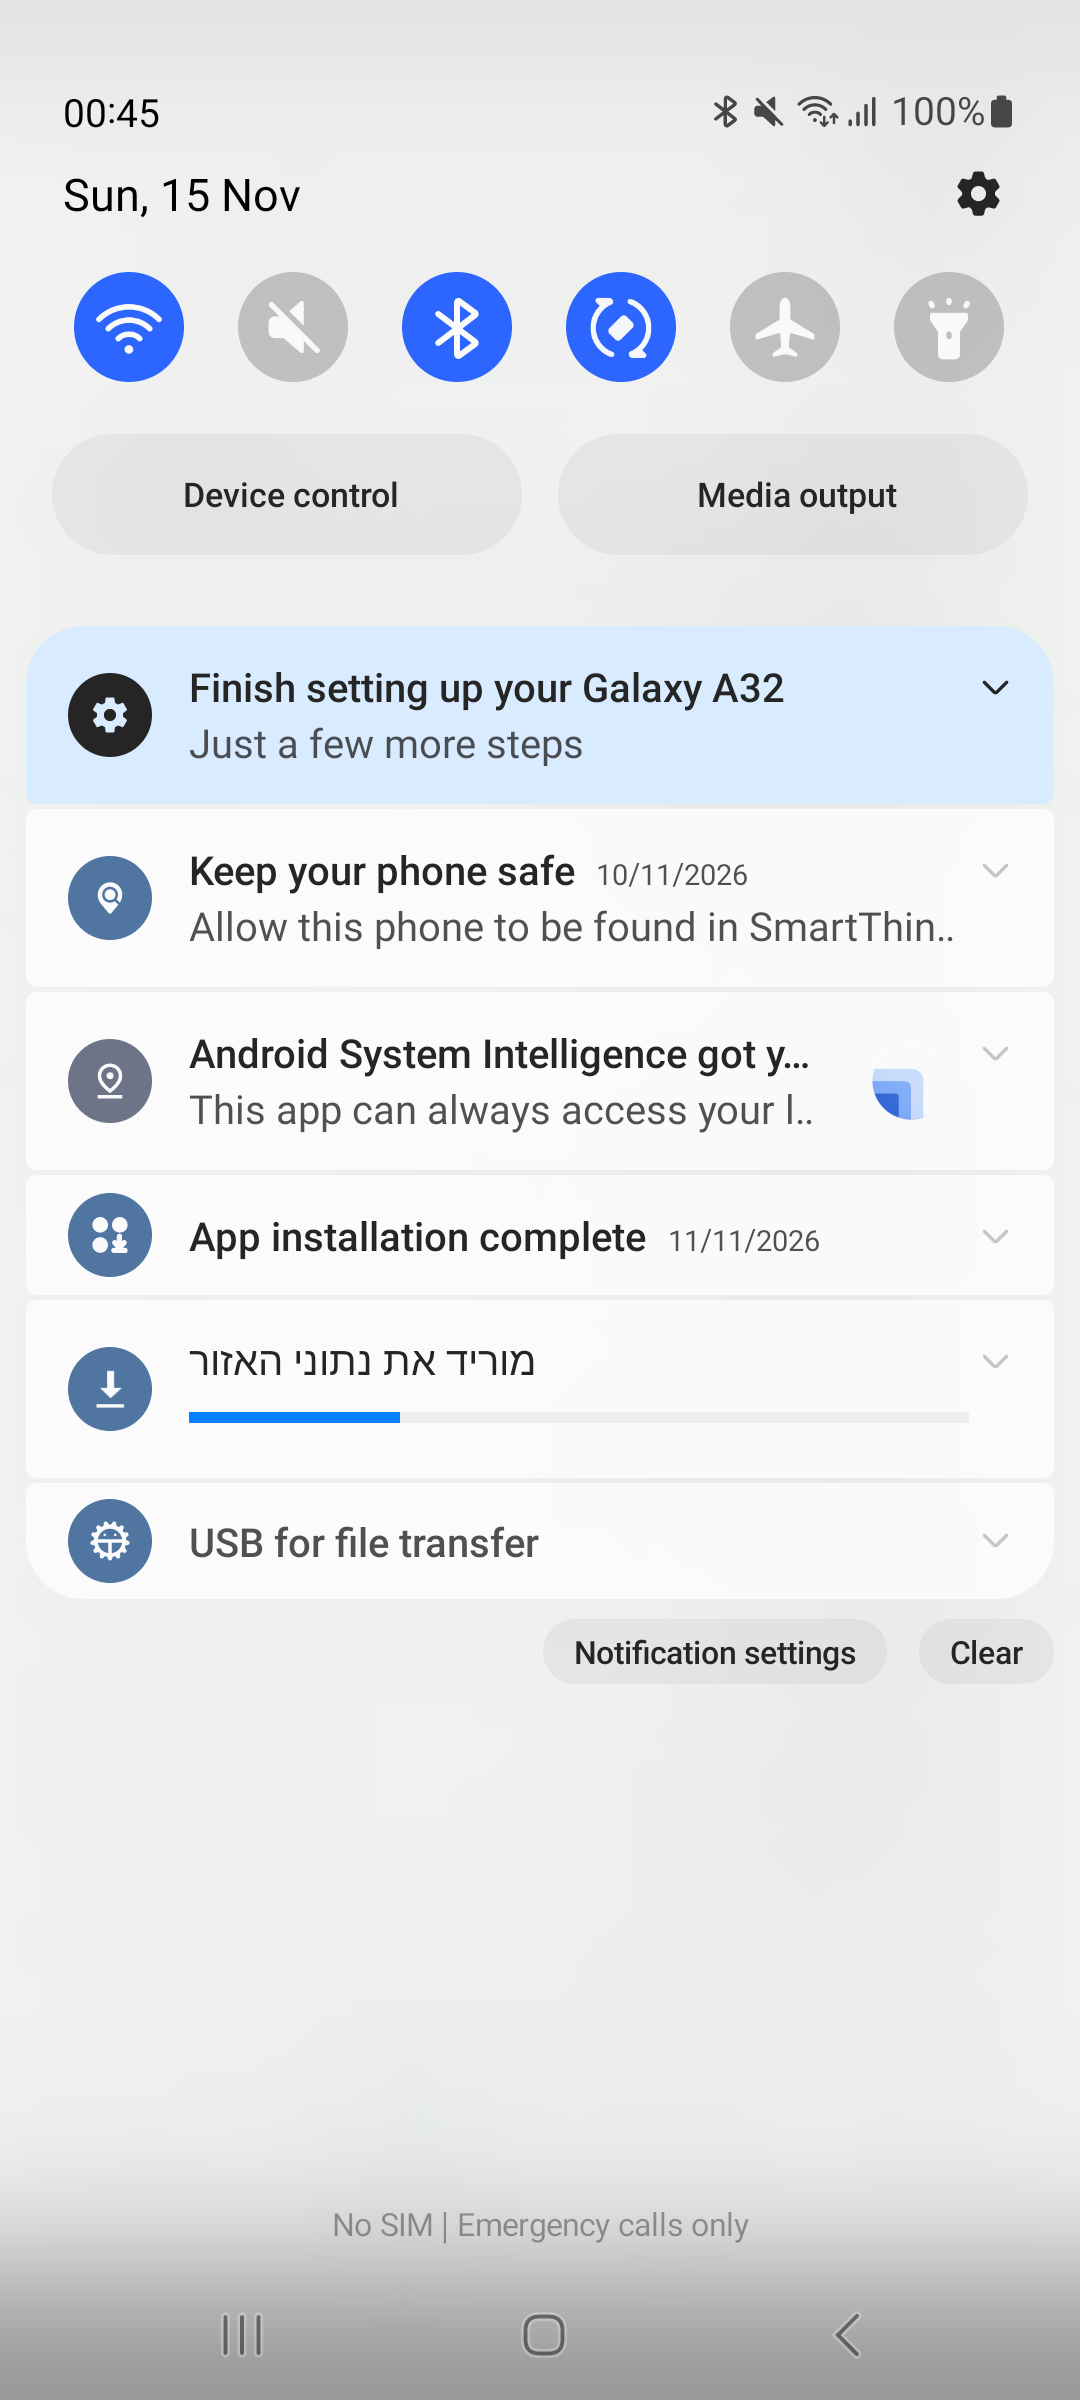 00:45
100%
Sun, 15 Nov
Device control
Media output
Finish setting up your Galaxy A32
Just a few more steps
Keep your phone safe 10/11/2026
Allow this phone to be found in SmartThin..
Android System Intelligence got y...
This app can always access your l..
App installation complete 11/11/2026
מוריד את נתוני האזור
USB for file transfer
Notification settings
Clear
No SIM | Emergency calls only